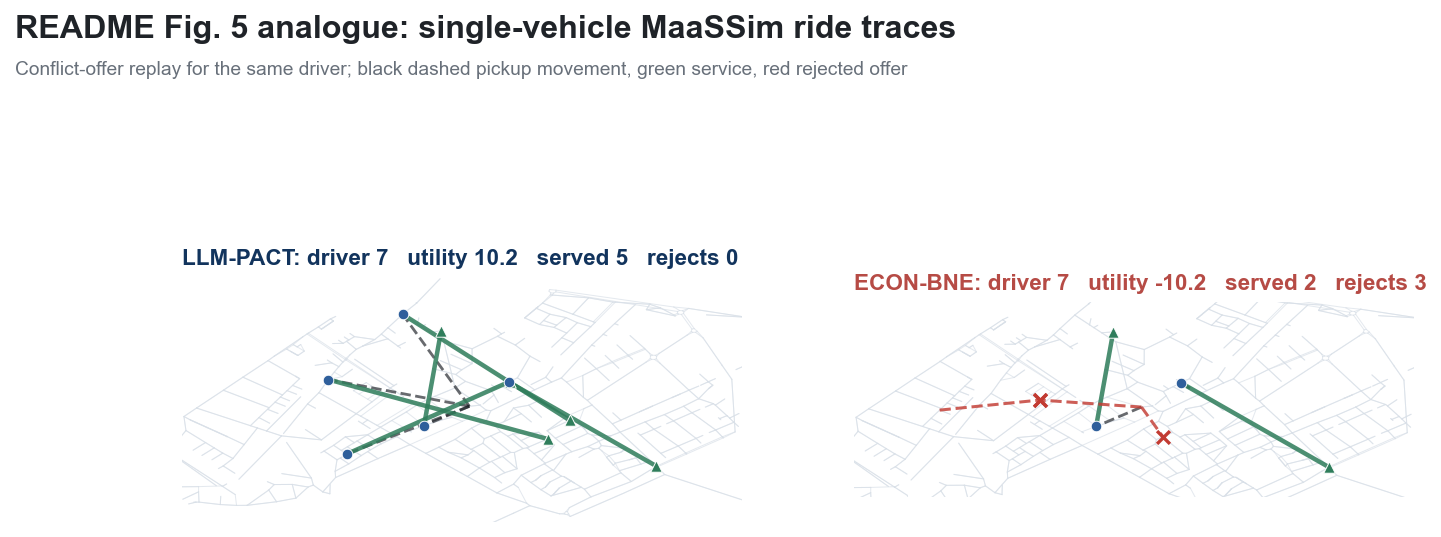 README Fig. 5 analogue: single-vehicle MaaSSim ride traces
Conflict-offer replay for the same driver; black dashed pickup movement, green service, red rejected offer
LLM-PACT: driver 7   utility 10.2   served 5   rejects 0
ECON-BNE: driver 7   utility -10.2   served 2   rejects 3